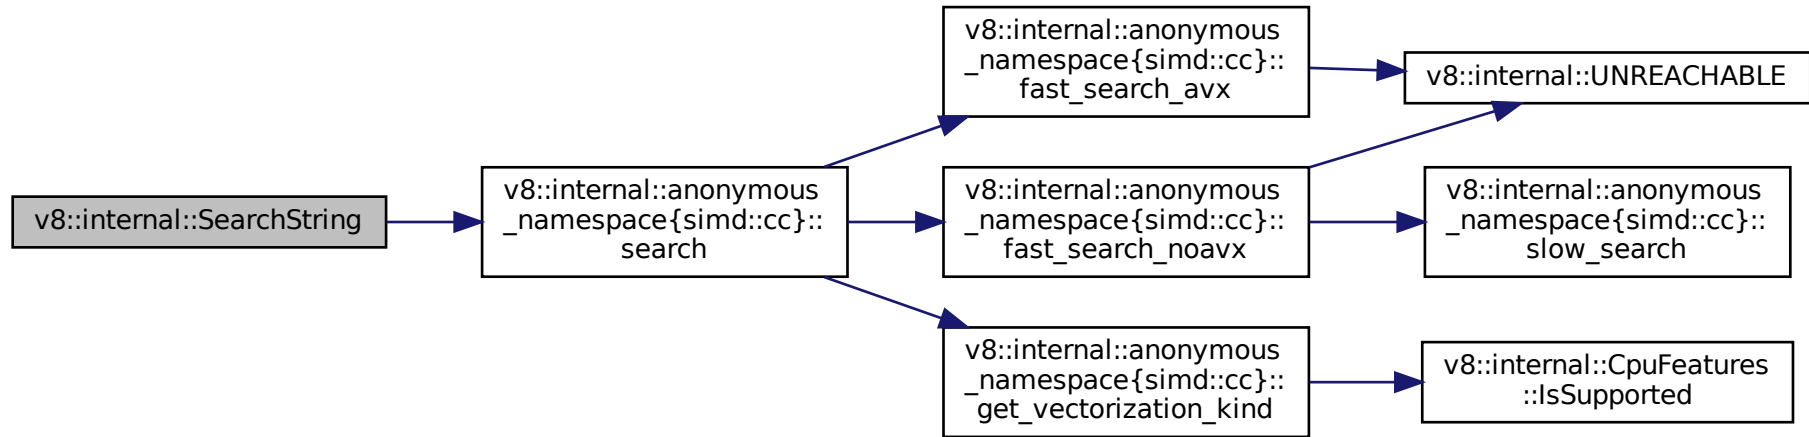 v8::internal::SearchString
v8::internal::anonymous
_namespace{simd::cc}::
search
v8::internal::anonymous
_namespace{simd::cc}::
fast_search_avx
v8::internal::UNREACHABLE
v8::internal::anonymous
_namespace{simd::cc}::
fast_search_noavx
v8::internal::anonymous
_namespace{simd::cc}::
slow_search
v8::internal::anonymous
_namespace{simd::cc}::
get_vectorization_kind
v8::internal::CpuFeatures
::IsSupported